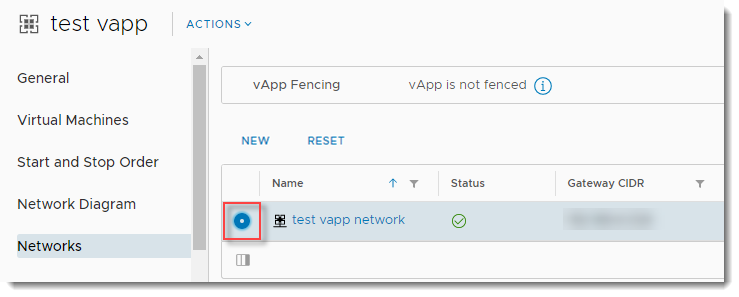 test vapp
ACTIONS
General
Virtual Machines
Start and Stop Order
Network Diagram
Networks
vApp Fencing
vApp is not fenced
NEW
RESET
Name
Status
Gateway CIDR
test vapp network